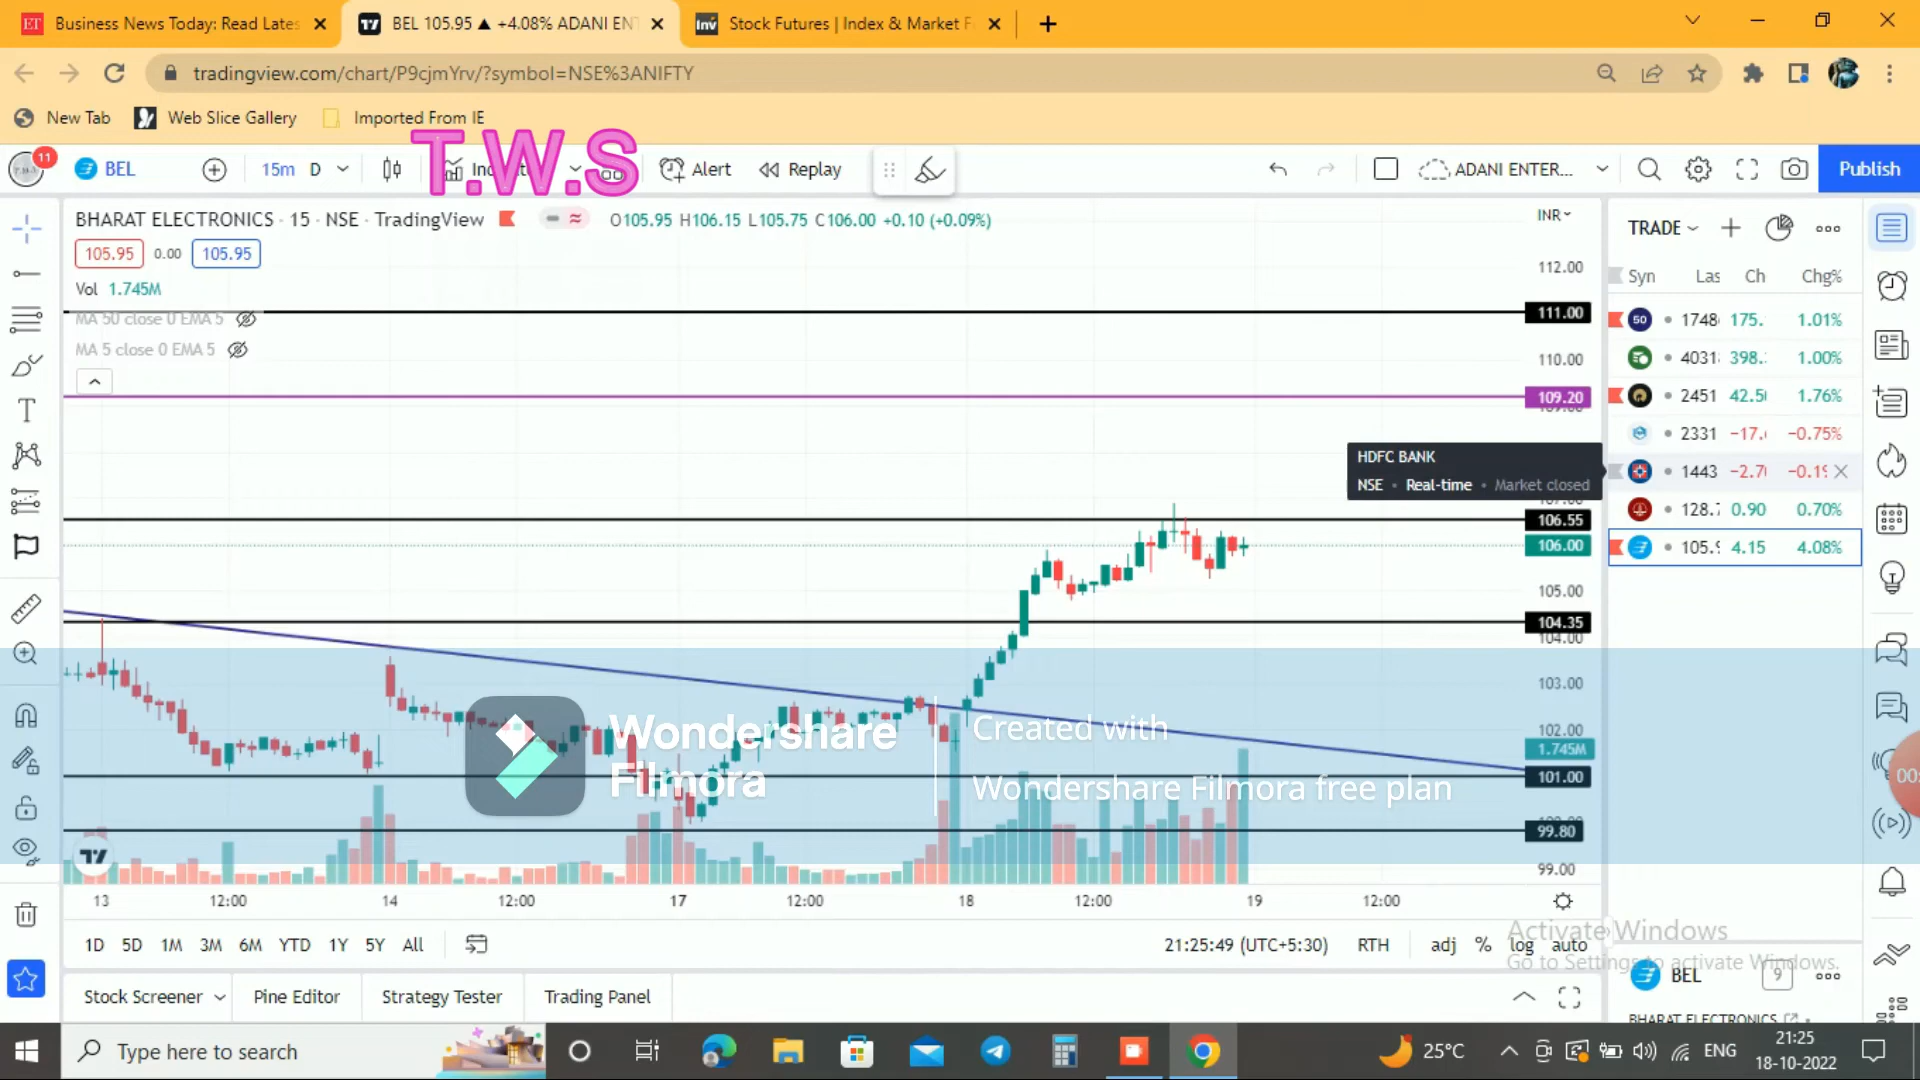 Business News Today: Read Lates
BEL 105.95 ▲ +4.08% ADANI EN
Stock Futures | Index & Market F
tradingview.com/chart/P9cjmYrv/?symbol=NSE%3ANIFTY
New Tab
Web Slice Gallery
Imported From IE
T.W.S
11
BEL
15m
D
Alert
Replay
ADANI ENTER...
Publish
BHARAT ELECTRONICS · 15 · NSE · TradingView
O105.95 H106.15 L105.75 C106.00 +0.10 (+0.09%)
INR
105.95 0.00 105.95
Vol 1.745M
MA 50 close 0 EMA 5
MA 5 close 0 EMA 5
112.00
111.00
110.00
109.20
106.55
106.00
105.00
104.35
104.00
103.00
102.00
1.745M
101.00
99.80
99.00
TRADE
Syn Las Ch Chg%
50 1748 175. 1.01%
4031 398. 1.00%
2451 42.5 1.76%
2331 −17. −0.75%
1443 −2.7 −0.19
128. 0.90 0.70%
105.9 4.15 4.08%
HDFC BANK
NSE • Real-time • Market closed
Wondershare
Filmora
Created with
Wondershare Filmora free plan
00:
13 12:00 14 12:00 17 12:00 18 12:00 19 12:00
1D 5D 1M 3M 6M YTD 1Y 5Y All
21:25:49 (UTC+5:30) RTH adj % log auto
Activate Windows
Go to Settings to activate Windows.
BEL 9
BHARAT ELECTRONICS
Stock Screener
Pine Editor
Strategy Tester
Trading Panel
Type here to search
25°C
ENG
21:25
18-10-2022